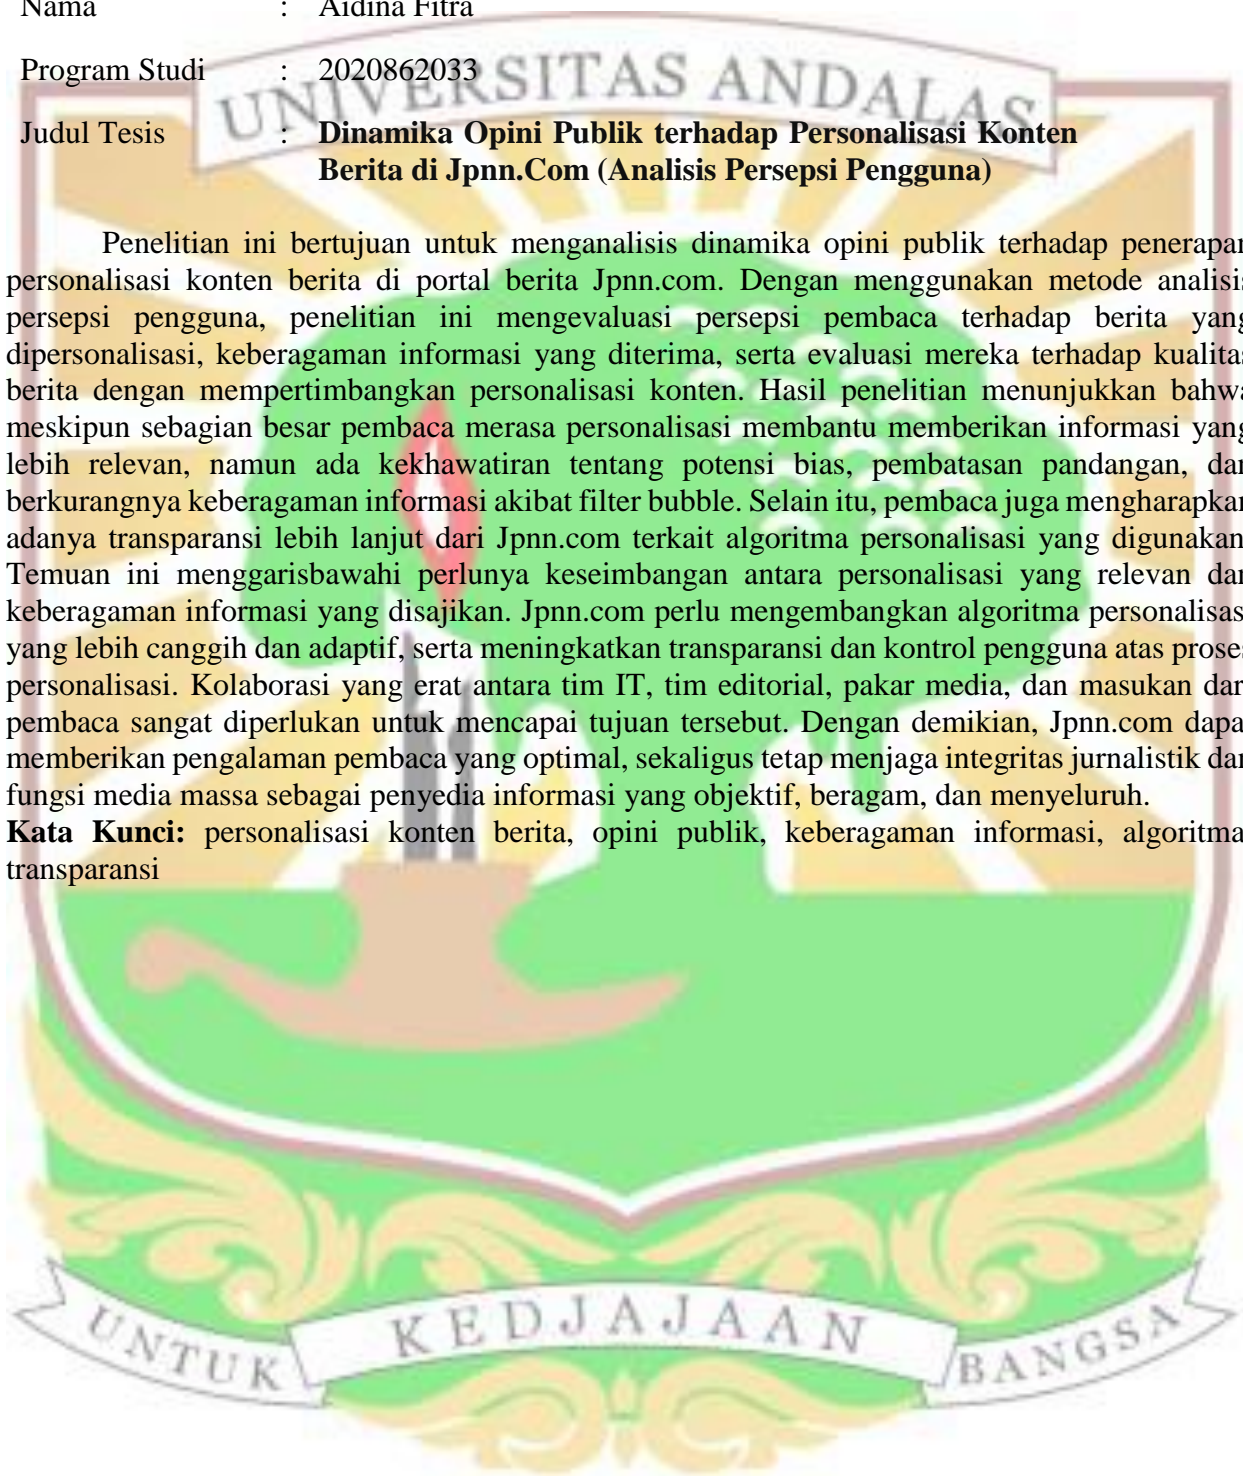 Nama : Aidina Fitra
Program Studi : 2020862033
UNIVERSITAS ANDALAS
Judul Tesis : Dinamika Opini Publik terhadap Personalisasi Konten
Berita di Jpnn.Com (Analisis Persepsi Pengguna)
Penelitian ini bertujuan untuk menganalisis dinamika opini publik terhadap penerapan
personalisasi konten berita di portal berita Jpnn.com. Dengan menggunakan metode analisis
persepsi pengguna, penelitian ini mengevaluasi persepsi pembaca terhadap berita yang
dipersonalisasi, keberagaman informasi yang diterima, serta evaluasi mereka terhadap kualitas
berita dengan mempertimbangkan personalisasi konten. Hasil penelitian menunjukkan bahwa
meskipun sebagian besar pembaca merasa personalisasi membantu memberikan informasi yang
lebih relevan, namun ada kekhawatiran tentang potensi bias, pembatasan pandangan, dan
berkurangnya keberagaman informasi akibat filter bubble. Selain itu, pembaca juga mengharapkan
adanya transparansi lebih lanjut dari Jpnn.com terkait algoritma personalisasi yang digunakan
Temuan ini menggarisbawahi perlunya keseimbangan antara personalisasi yang relevan dan
keberagaman informasi yang disajikan. Jpnn.com perlu mengembangkan algoritma personalisasi
yang lebih canggih dan adaptif, serta meningkatkan transparansi dan kontrol pengguna atas proses
personalisasi. Kolaborasi yang erat antara tim IT, tim editorial, pakar media, dan masukan dari
pembaca sangat diperlukan untuk mencapai tujuan tersebut. Dengan demikian, Jpnn.com dapat
memberikan pengalaman pembaca yang optimal, sekaligus tetap menjaga integritas jurnalistik dan
fungsi media massa sebagai penyedia informasi yang objektif, beragam, dan menyeluruh.
Kata Kunci: personalisasi konten berita, opini publik, keberagaman informasi, algoritma
transparansi
UNTUK KEDJAJAAN BANGSA